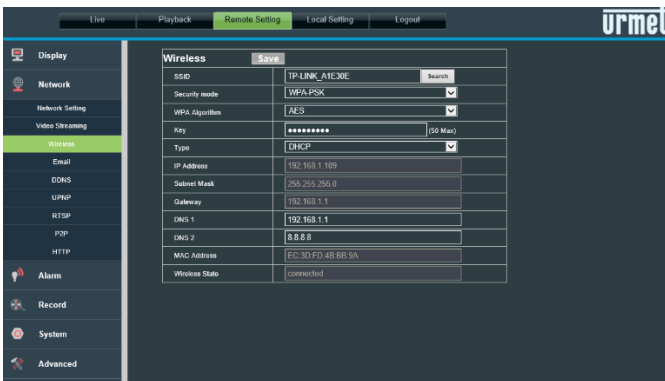 Live Playback Remote Setting Local Setting Logout
urmet
Display
Network
Network Setting
Video Streaming
Wireless
Email
DDNS
UPNP
RTSP
P2P
HTTP
Alarm
Record
System
Advanced
Wireless Save
SSID TP-LINK_A1E30E Search
Security mode WPA-PSK
WPA Algorithm AES
Key ●●●●●●●●● (50 Max)
Type DHCP
IP Address 192.168.1.109
Subnet Mask 255.255.255.0
Gateway 192.168.1.1
DNS 1 192.168.1.1
DNS 2 8.8.8.8
MAC Address EC:3D:FD:4B:BB:9A
Wireless State connected